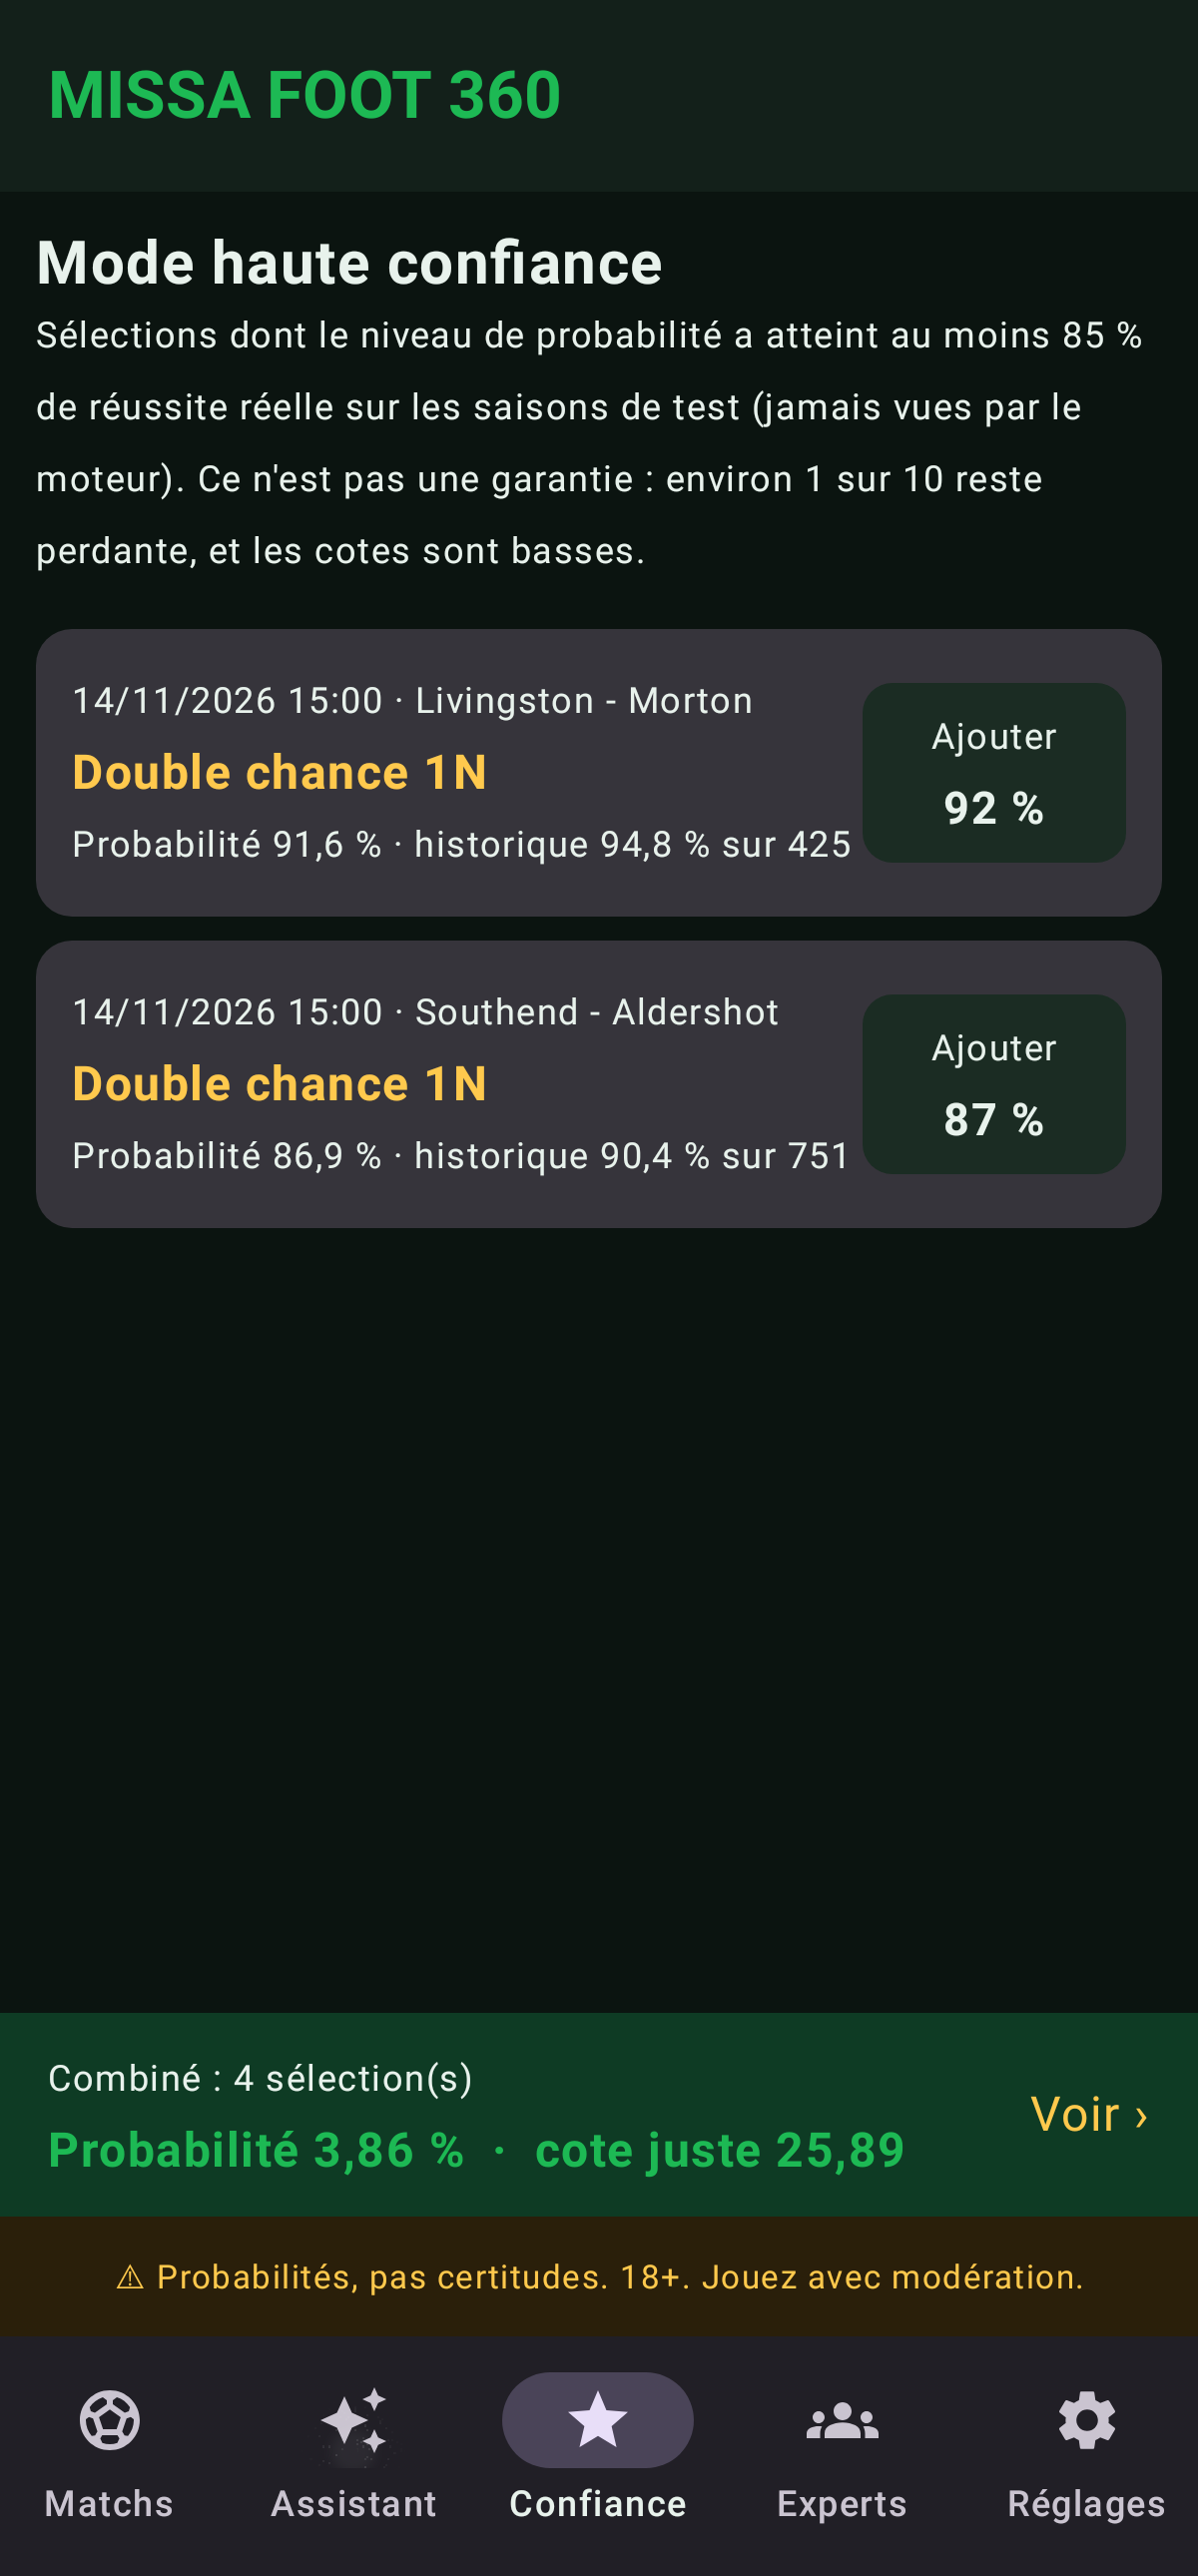 MISSA FOOT 360
Mode haute confiance
Sélections dont le niveau de probabilité a atteint au moins 85 %
de réussite réelle sur les saisons de test (jamais vues par le
moteur). Ce n'est pas une garantie : environ 1 sur 10 reste
perdante, et les cotes sont basses.
14/11/2026 15:00 · Livingston - Morton
Double chance 1N
Probabilité 91,6 % · historique 94,8 % sur 425
Ajouter
92 %
14/11/2026 15:00 · Southend - Aldershot
Double chance 1N
Probabilité 86,9 % · historique 90,4 % sur 751
Ajouter
87 %
Combiné : 4 sélection(s)
Probabilité 3,86 % · cote juste 25,89
Voir ›
⚠ Probabilités, pas certitudes. 18+. Jouez avec modération.
Matchs
Assistant
Confiance
Experts
Réglages